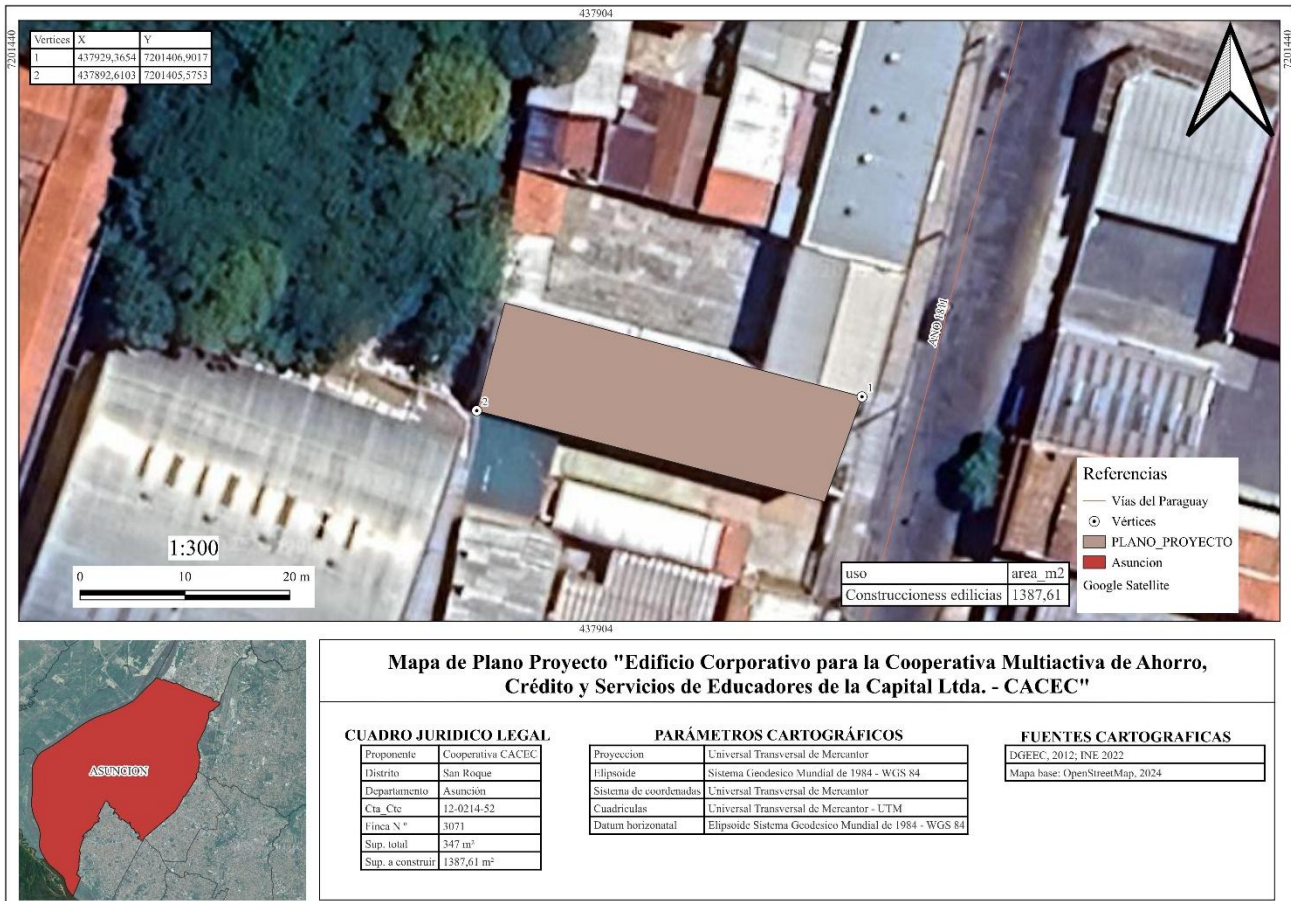 437904
7201440
7201440
Vertices X Y
1 437929,3654 7201406,9017
2 437892,6103 7201405,5753
1
2
AÑO 1811
1:300
0 10 20 m
uso area_m2
Construccioness edilicias 1387,61
Referencias
Vías del Paraguay
Vértices
PLANO_PROYECTO
Asuncion
Google Satellite
437904
ASUNCION
Mapa de Plano Proyecto "Edificio Corporativo para la Cooperativa Multiactiva de Ahorro,
Crédito y Servicios de Educadores de la Capital Ltda. - CACEC"
CUADRO JURIDICO LEGAL
Proponente Cooperativa CACEC
Distrito San Roque
Departamento Asunción
Cta_Ctc 12-0214-52
Finca N º 3071
Sup. total 347 m²
Sup. a construir 1387,61 m²
PARÁMETROS CARTOGRÁFICOS
Proyeccion Universal Transversal de Mercantor
Elipsoide Sistema Geodesico Mundial de 1984 - WGS 84
Sistema de coordenadas Universal Transversal de Mercantor
Cuadriculas Universal Transversal de Mercantor - UTM
Datum horizonatal Elipsoide Sistema Geodesico Mundial de 1984 - WGS 84
FUENTES CARTOGRAFICAS
DGEEC, 2012; INE 2022
Mapa base: OpenStreetMap, 2024